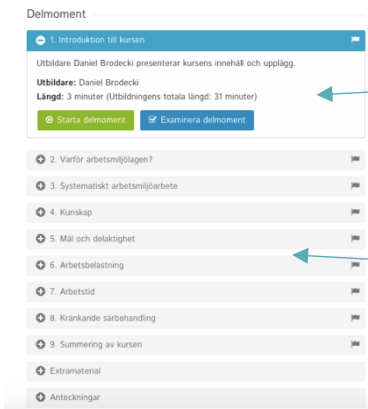 Delmoment
1. Introduktion till kursen
Utbildare Daniel Brodecki presenterar kursens innehåll och upplägg.
Utbildare: Daniel Brodecki
Längd: 3 minuter (Utbildningens totala längd: 31 minuter)
Starta delmoment Examinera delmoment
2. Varför arbetsmiljölagen?
3. Systematiskt arbetsmiljöarbete
4. Kunskap
5. Mål och delaktighet
6. Arbetsbelastning
7. Arbetstid
8. Kränkande särbehandling
9. Summering av kursen
Extramaterial
Anteckningar